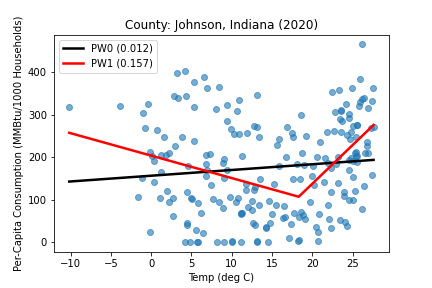 County: Johnson, Indiana (2020)
PW0 (0.012)
PW1 (0.157)
Per-Capita Consumption (MMBtu/1000 Households)
400
300
200
100
0
−10 −5 0 5 10 15 20 25
Temp (deg C)